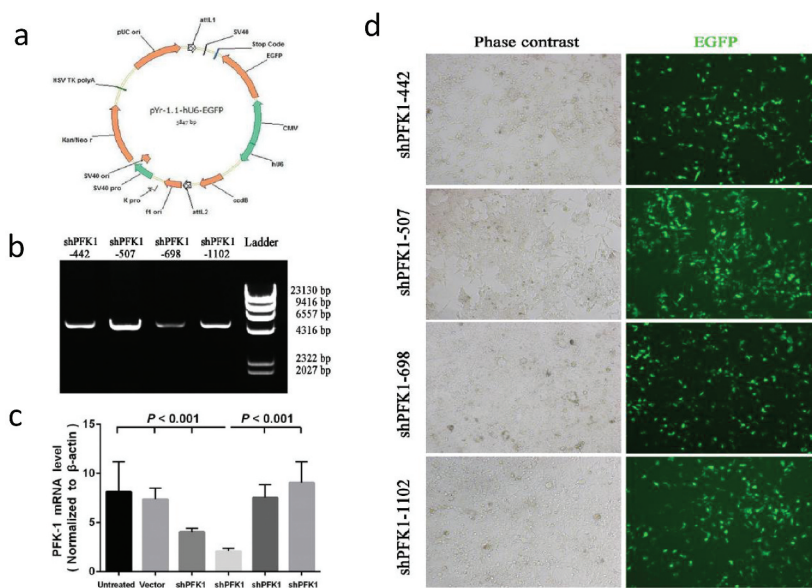 a
attL1
SV40
pUC ori
Stop Code
EGFP
HSV TK polyA
pYr-1.1-hU6-EGFP
5847 bp
CMV
Kan/Neo r
hU6
SV40 ori
SV40 pro
K pro
f1 ori
attL2
ccdB
b
shPFK1 shPFK1 shPFK1 shPFK1 Ladder
-442 -507 -698 -1102
23130 bp
9416 bp
6557 bp
4316 bp
2322 bp
2027 bp
c
P < 0.001 P < 0.001
PFK-1 mRNA level
( Normalized to β-actin )
15
10
5
0
Untreated Vector shPFK1 shPFK1 shPFK1 shPFK1
d
Phase contrast EGFP
shPFK1-442
shPFK1-507
shPFK1-698
shPFK1-1102